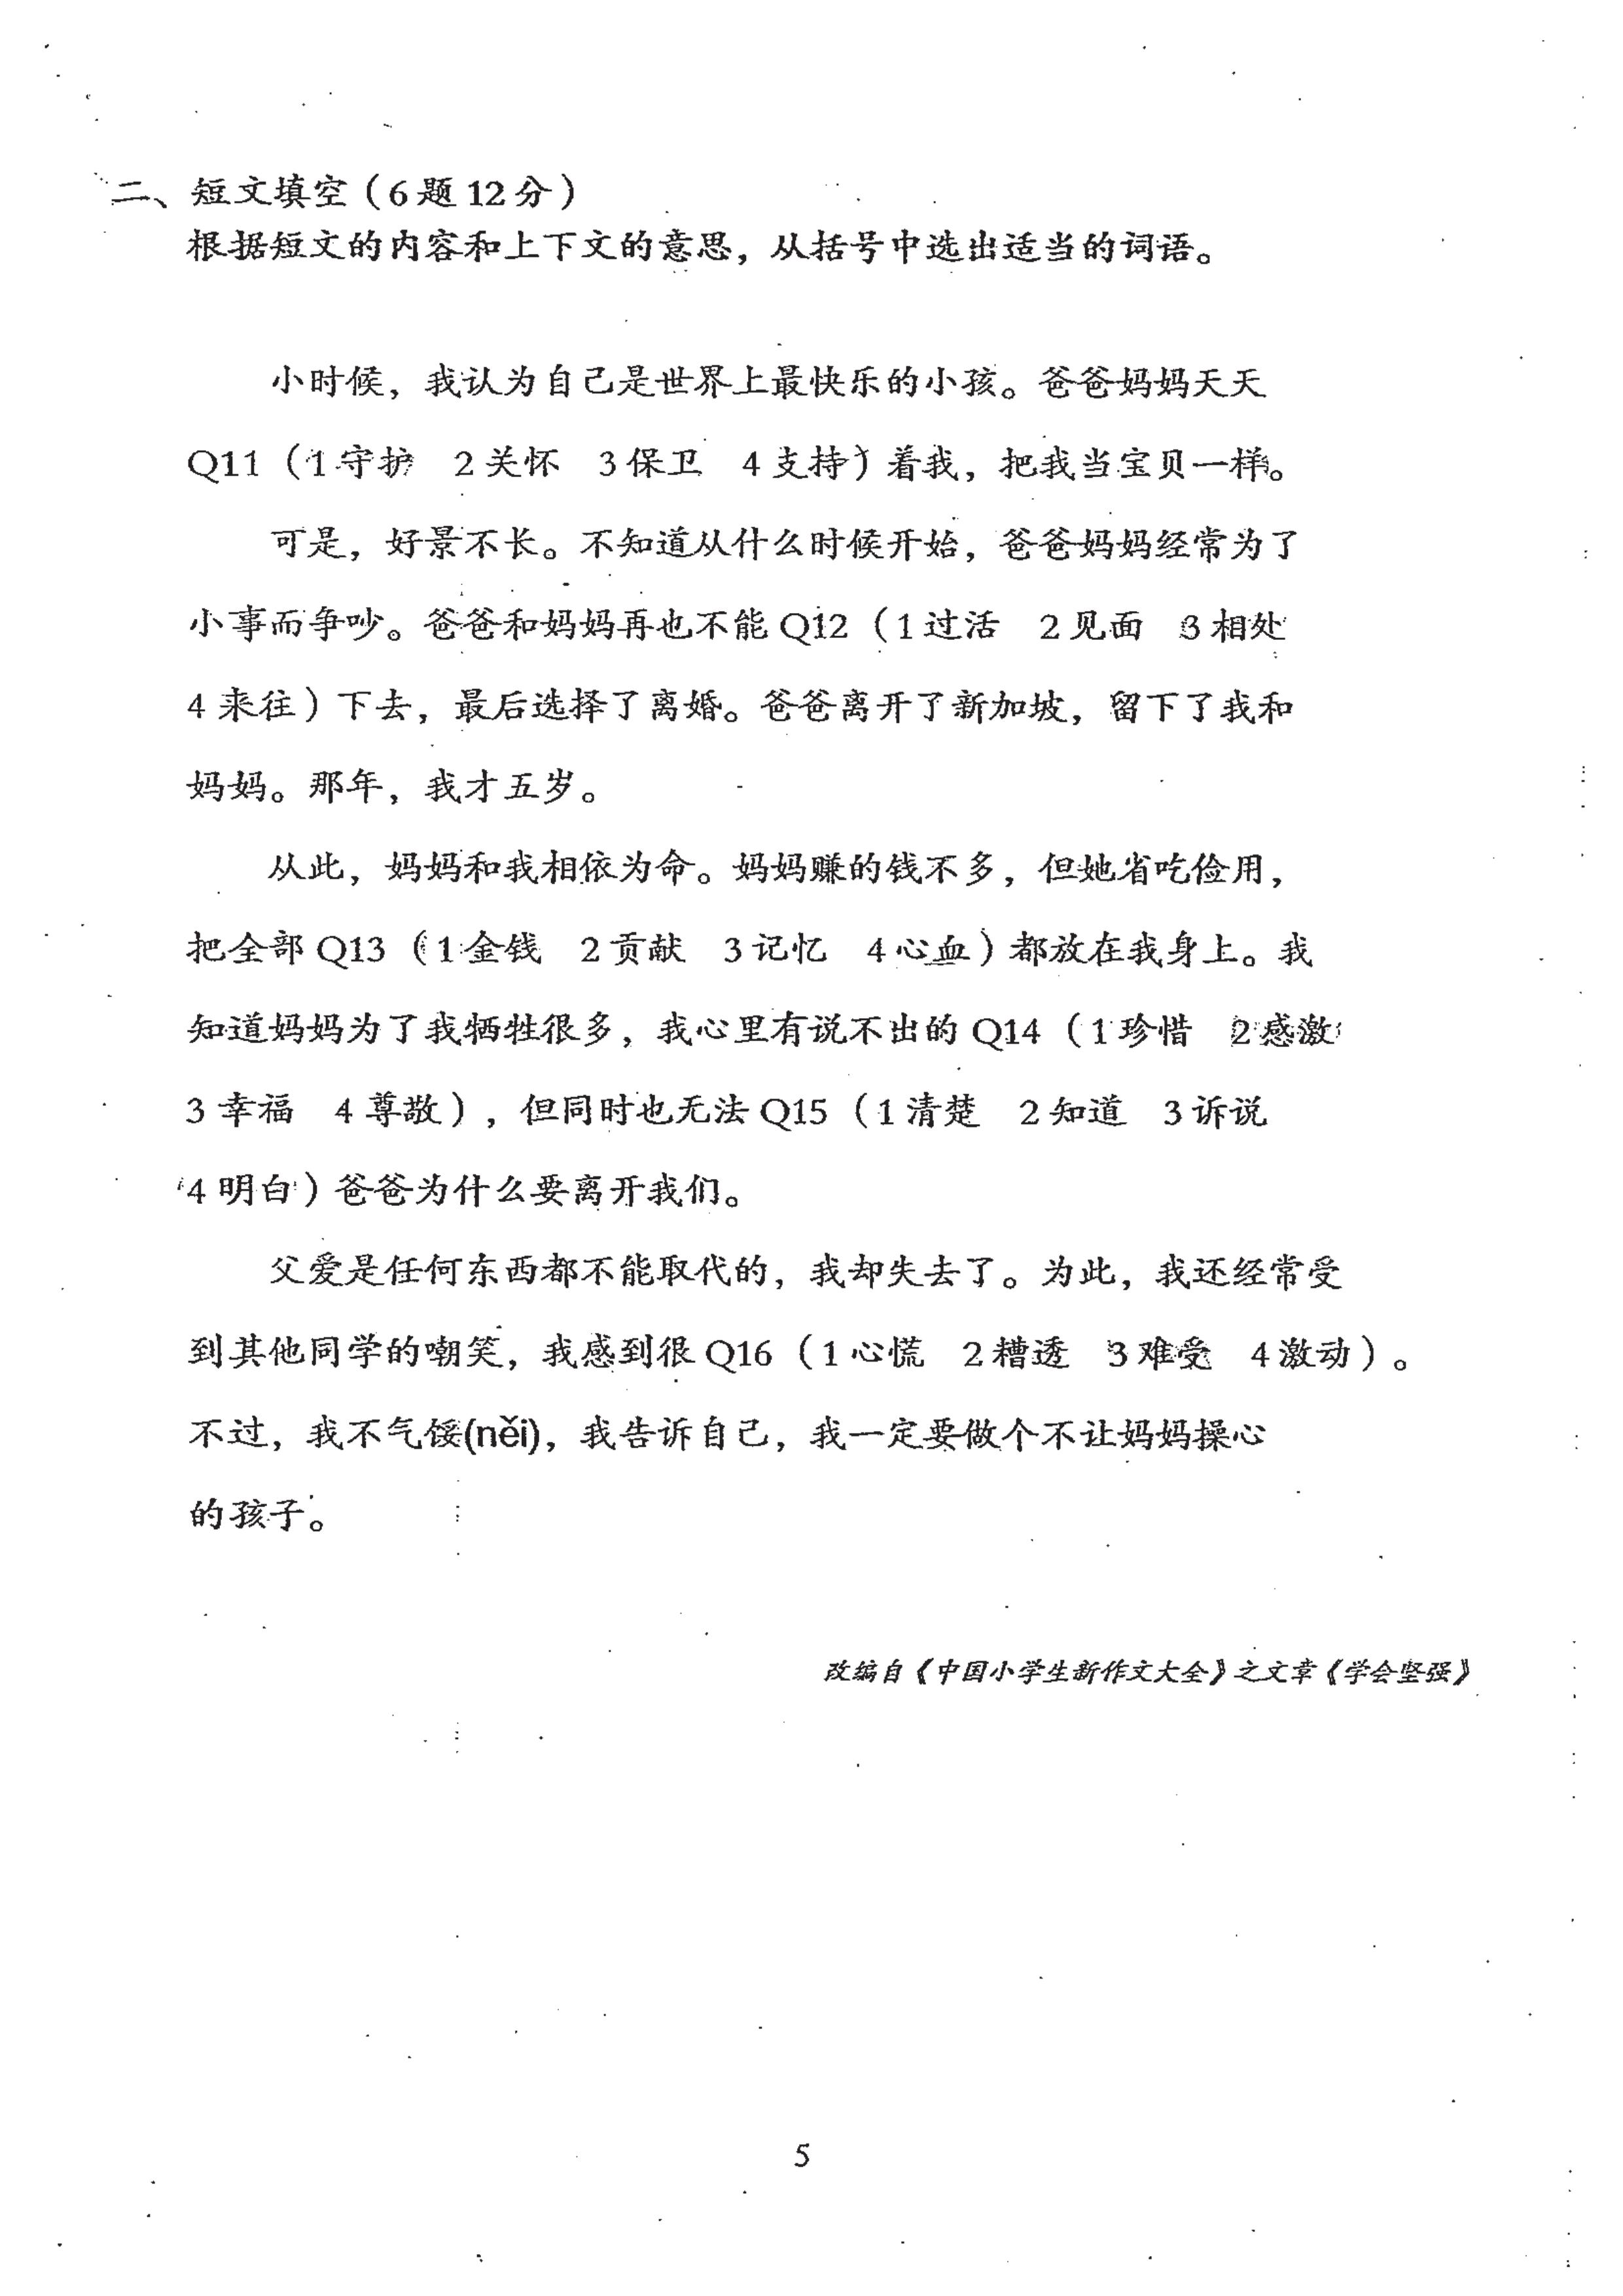 二、短文填空（6题12分）
根据短文的内容和上下文的意思，从括号中选出适当的词语。
小时候，我认为自己是世界上最快乐的小孩。爸爸妈妈天天
Q11（1守护 2关怀 3保卫 4支持）着我，把我当宝贝一样。
可是，好景不长。不知道从什么时候开始，爸爸妈妈经常为了
小事而争吵。爸爸和妈妈再也不能Q12（1过活 2见面 3相处
4来往）下去，最后选择了离婚。爸爸离开了新加坡，留下了我和
妈妈。那年，我才五岁。
从此，妈妈和我相依为命。妈妈赚的钱不多，但她省吃俭用，
把全部Q13（1金钱 2贡献 3记忆 4心血）都放在我身上。我
知道妈妈为了我牺牲很多，我心里有说不出的Q14（1珍惜 2感激
3幸福 4尊敬），但同时也无法Q15（1清楚 2知道 3诉说
4明白）爸爸为什么要离开我们。
父爱是任何东西都不能取代的，我却失去了。为此，我还经常受
到其他同学的嘲笑，我感到很Q16（1心慌 2糟透 3难受 4激动）。
不过，我不气馁(něi)，我告诉自己，我一定要做个不让妈妈操心
的孩子。
改编自《中国小学生新作文大全》之文章《学会坚强》
5